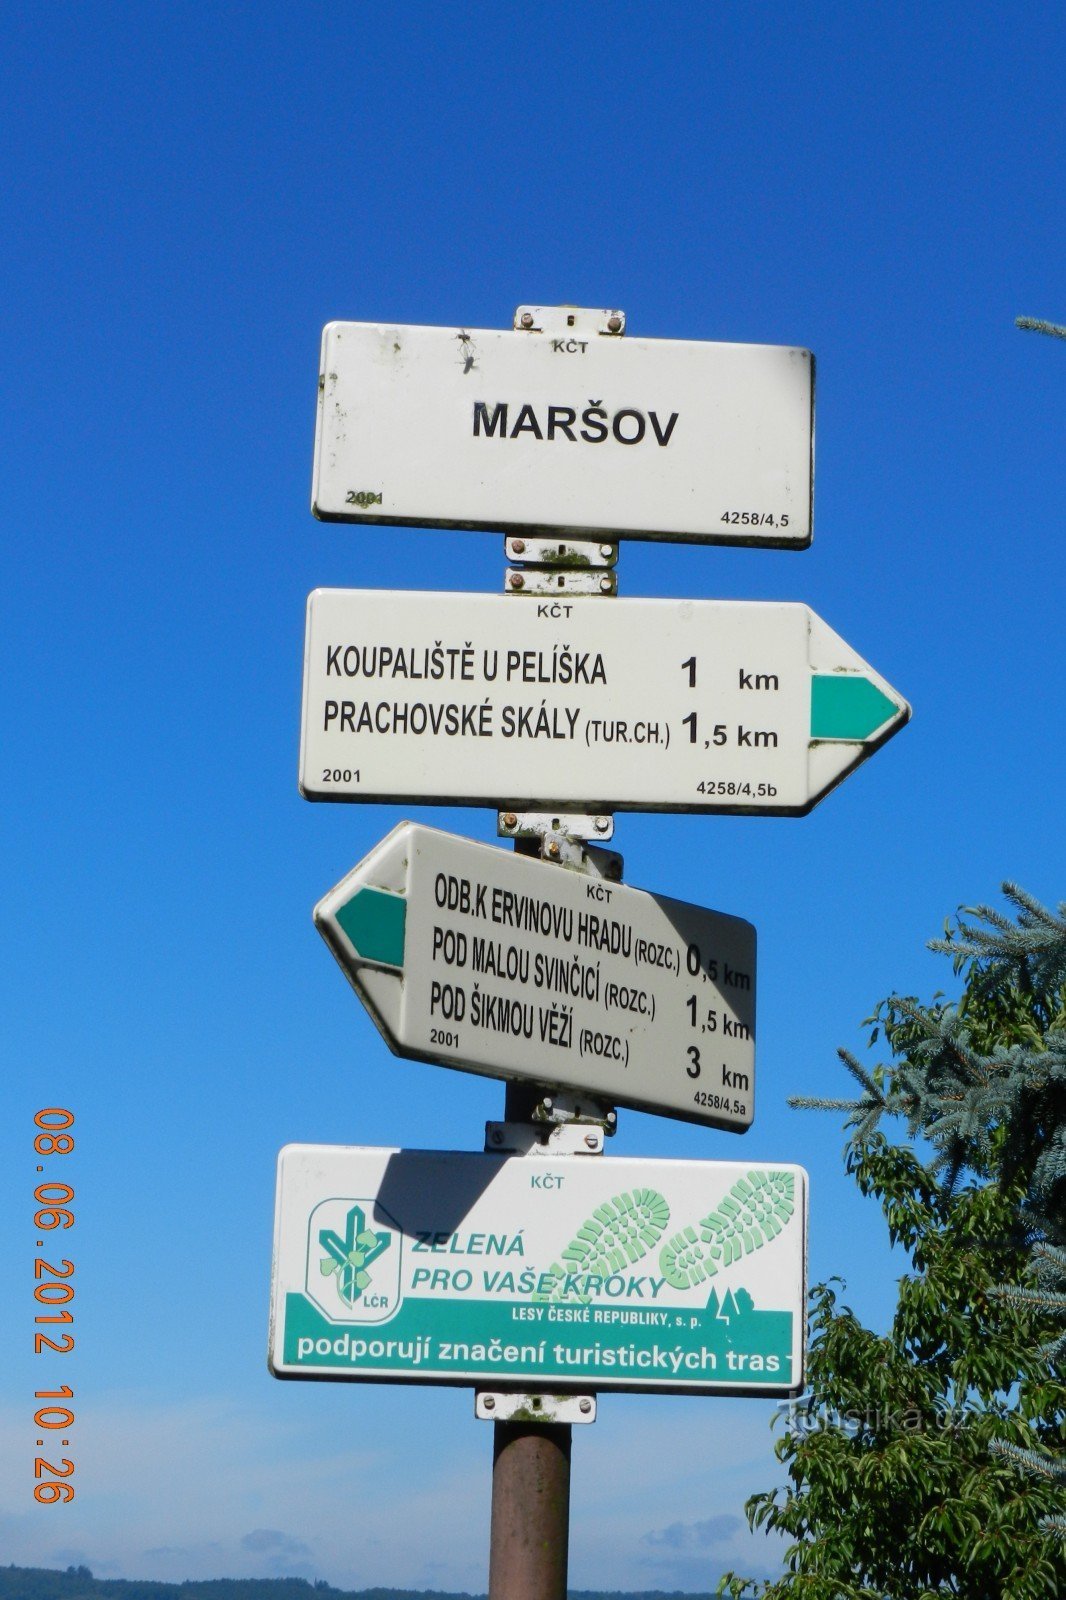 KČT
MARŠOV
2001
4258/4,5
KČT
KOUPALIŠTĚ U PELÍŠKA 1 km
PRACHOVSKÉ SKÁLY (TUR.CH.) 1,5 km
2001
4258/4,5b
KČT
ODB.K ERVINOVU HRADU (ROZC.) 0,5 km
POD MALOU SVINČICÍ (ROZC.) 1,5 km
POD ŠIKMOU VĚŽÍ (ROZC.) 3 km
2001
4258/4,5a
KČT
ZELENÁ
PRO VAŠE KROKY
LČR
LESY ČESKÉ REPUBLIKY, s. p.
podporují značení turistických tras
08.06.2012 10:26
turistika.cz